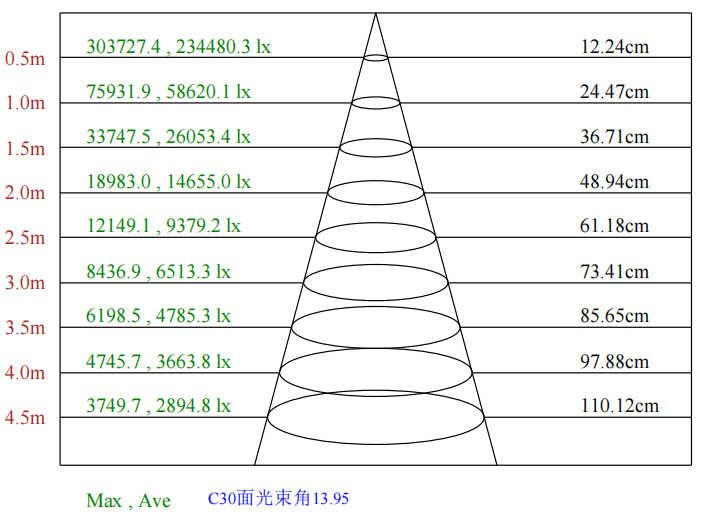 303727.4 , 234480.3 lx 12.24cm
0.5m
75931.9 , 58620.1 lx 24.47cm
1.0m
33747.5 , 26053.4 lx 36.71cm
1.5m
18983.0 , 14655.0 lx 48.94cm
2.0m
12149.1 , 9379.2 lx 61.18cm
2.5m
8436.9 , 6513.3 lx 73.41cm
3.0m
6198.5 , 4785.3 lx 85.65cm
3.5m
4745.7 , 3663.8 lx 97.88cm
4.0m
3749.7 , 2894.8 lx 110.12cm
4.5m
Max , Ave C30面光束角13.95